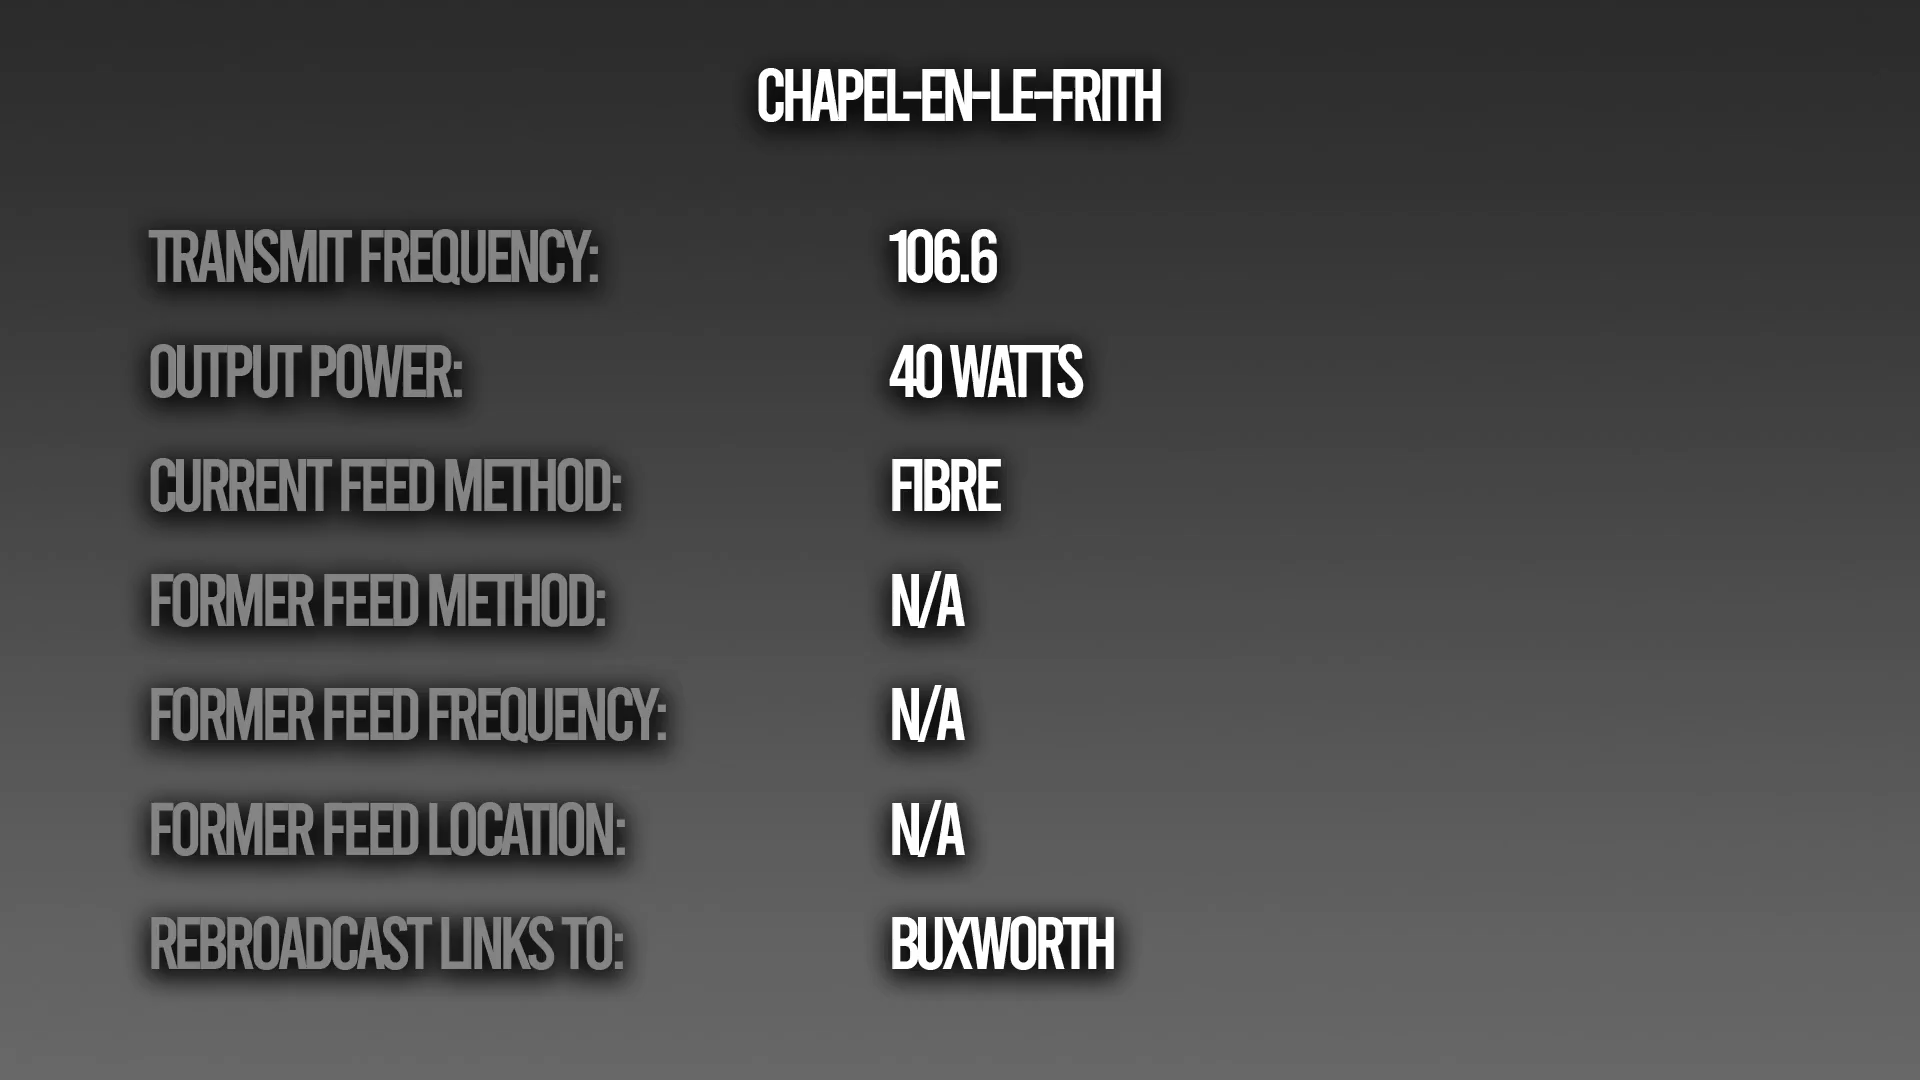 CHAPEL-EN-LE-FRITH
TRANSMIT FREQUENCY: 106.6
OUTPUT POWER: 40 WATTS
CURRENT FEED METHOD: FIBRE
FORMER FEED METHOD: N/A
FORMER FEED FREQUENCY: N/A
FORMER FEED LOCATION: N/A
REBROADCAST LINKS TO: BUXWORTH